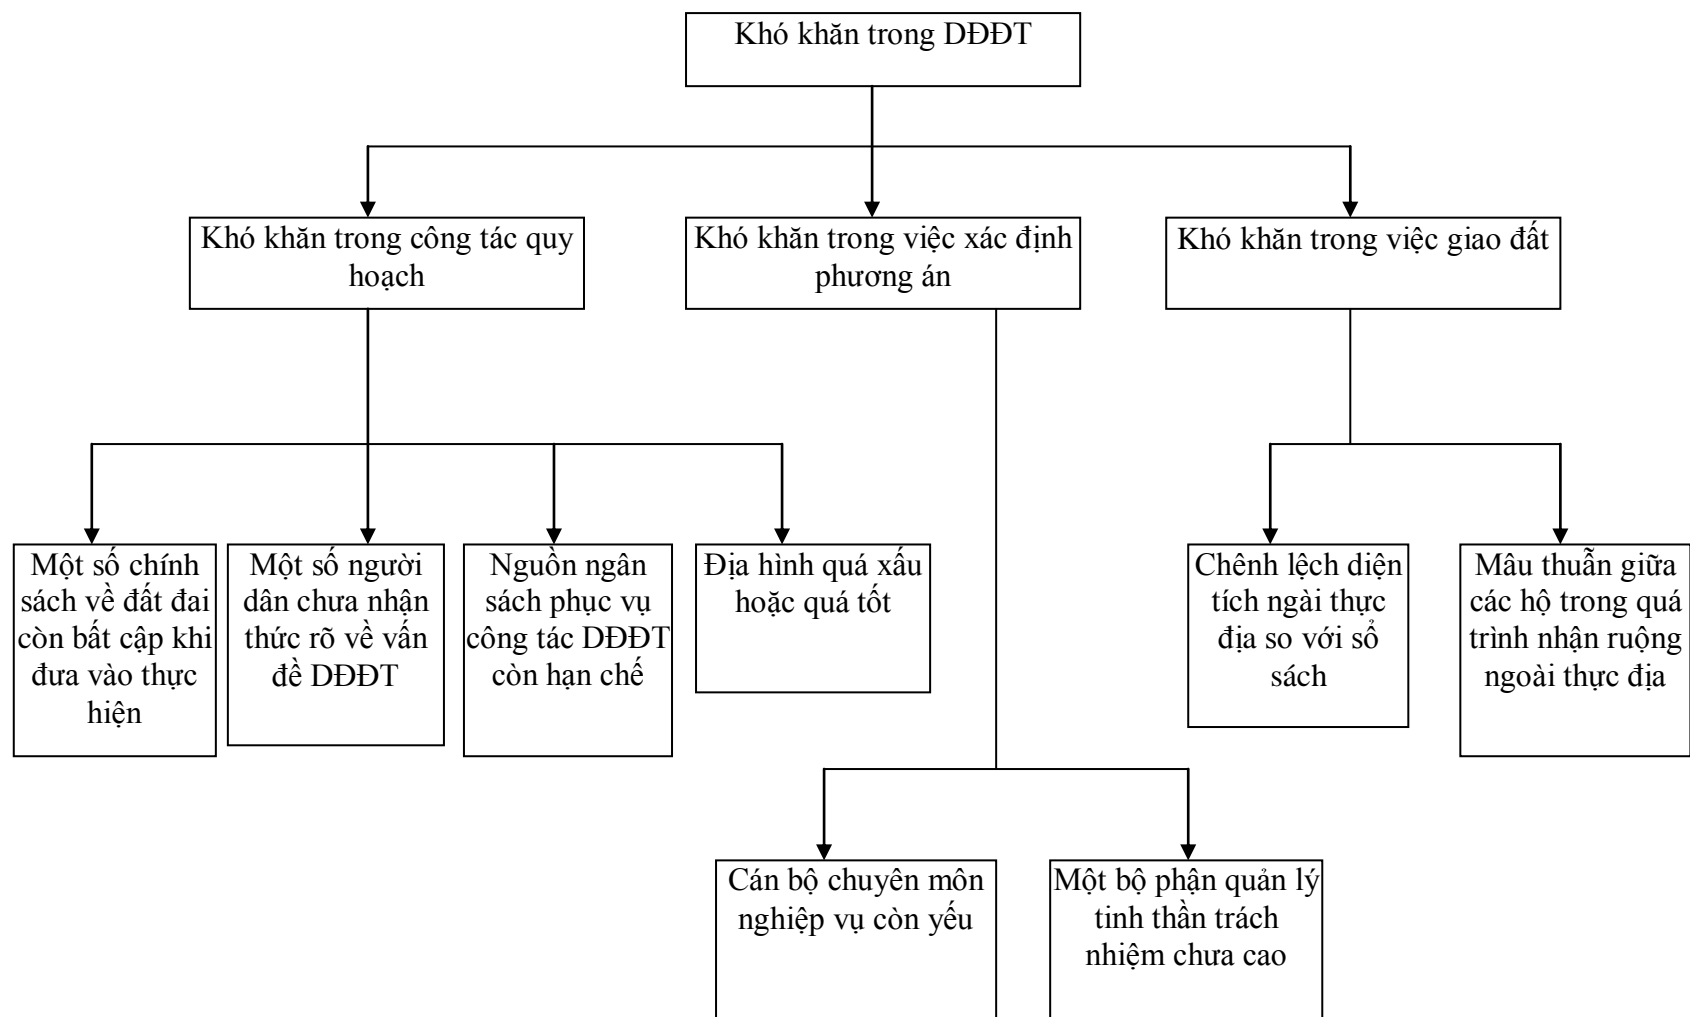 Khó khăn trong DĐĐT
Khó khăn trong công tác quy
hoạch
Khó khăn trong việc xác định
phương án
Khó khăn trong việc giao đất
Một số chính
sách về đất đai
còn bất cập khi
đưa vào thực
hiện
Một số người
dân chưa nhận
thức rõ về vấn
đề DĐĐT
Nguồn ngân
sách phục vụ
công tác DĐĐT
còn hạn chế
Địa hình quá xấu
hoặc quá tốt
Chênh lệch diện
tích ngài thực
địa so với sổ
sách
Mâu thuẫn giữa
các hộ trong quá
trình nhận ruộng
ngoài thực địa
Cán bộ chuyên môn
nghiệp vụ còn yếu
Một bộ phận quản lý
tinh thần trách
nhiệm chưa cao